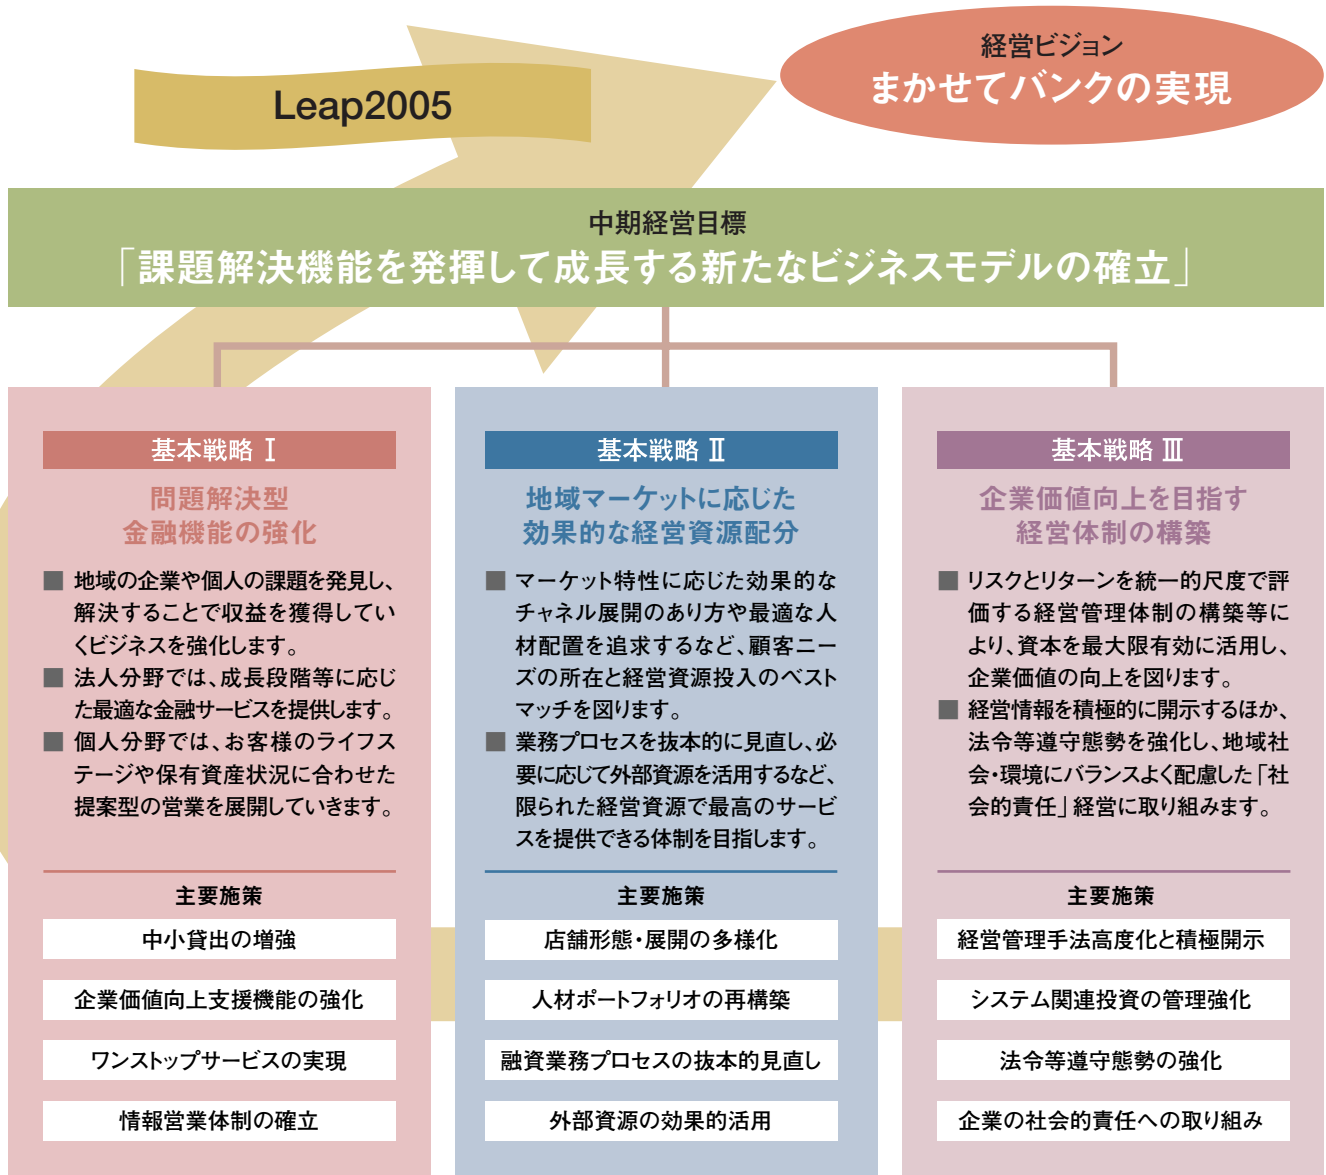 経営ビジョン
まかせてバンクの実現
Leap2005
中期経営目標
「課題解決機能を発揮して成長する新たなビジネスモデルの確立」
基本戦略 Ⅰ
問題解決型
金融機能の強化
■ 地域の企業や個人の課題を発見し、
解決することで収益を獲得してい
くビジネスを強化します。
■ 法人分野では、成長段階等に応じ
た最適な金融サービスを提供します。
■ 個人分野では、お客様のライフス
テージや保有資産状況に合わせた
提案型の営業を展開していきます。
主要施策
中小貸出の増強
企業価値向上支援機能の強化
ワンストップサービスの実現
情報営業体制の確立
基本戦略 Ⅱ
地域マーケットに応じた
効果的な経営資源配分
■ マーケット特性に応じた効果的な
チャネル展開のあり方や最適な人
材配置を追求するなど、顧客ニー
ズの所在と経営資源投入のベスト
マッチを図ります。
■ 業務プロセスを抜本的に見直し、必
要に応じて外部資源を活用するなど、
限られた経営資源で最高のサービ
スを提供できる体制を目指します。
主要施策
店舗形態・展開の多様化
人材ポートフォリオの再構築
融資業務プロセスの抜本的見直し
外部資源の効果的活用
基本戦略 Ⅲ
企業価値向上を目指す
経営体制の構築
■ リスクとリターンを統一的尺度で評
価する経営管理体制の構築等に
より、資本を最大限有効に活用し、
企業価値の向上を図ります。
■ 経営情報を積極的に開示するほか、
法令等遵守態勢を強化し、地域社
会・環境にバランスよく配慮した「社
会的責任」経営に取り組みます。
主要施策
経営管理手法高度化と積極開示
システム関連投資の管理強化
法令等遵守態勢の強化
企業の社会的責任への取り組み